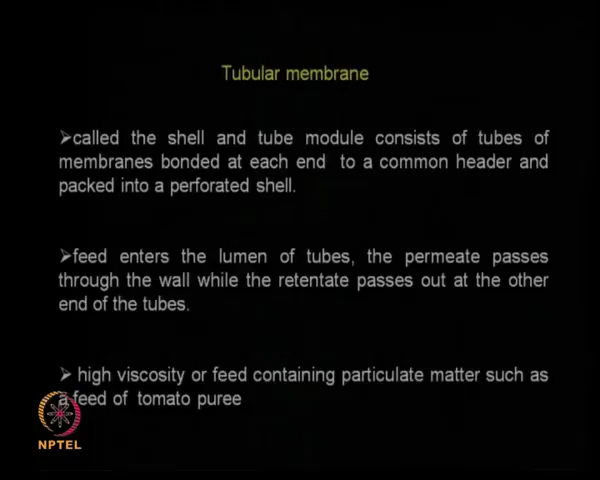 Tubular membrane
➢called the shell and tube module consists of tubes of
membranes bonded at each end to a common header and
packed into a perforated shell.
➢feed enters the lumen of tubes, the permeate passes
through the wall while the retentate passes out at the other
end of the tubes.
➢ high viscosity or feed containing particulate matter such as
a feed of tomato puree
NPTEL